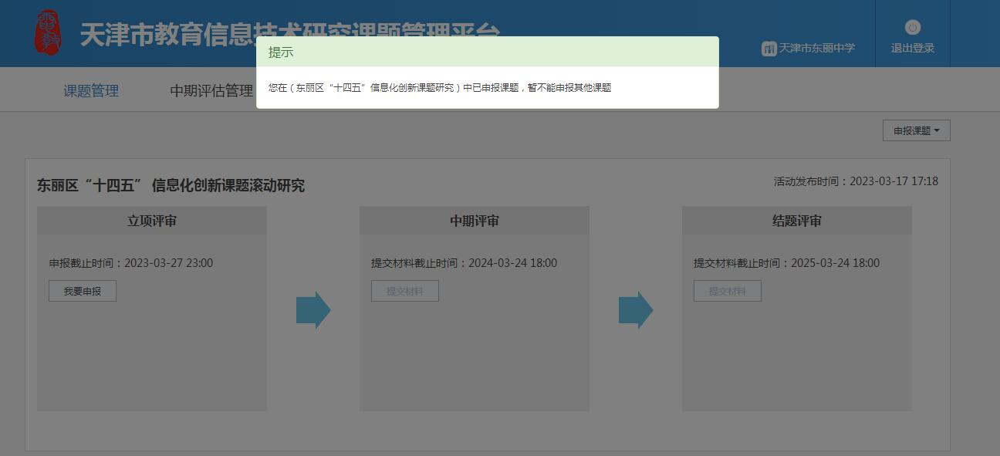 天津市教育信息技术研究课题管理平台
天津市东丽中学
退出登录
提示
您在（东丽区“十四五”信息化创新课题研究）中已申报课题，暂不能申报其他课题
课题管理
中期评估管理
申报课题
东丽区“十四五” 信息化创新课题滚动研究
活动发布时间：2023-03-17 17:18
立项评审
中期评审
结题评审
申报截止时间：2023-03-27 23:00
提交材料截止时间：2024-03-24 18:00
提交材料截止时间：2025-03-24 18:00
我要申报
提交材料
提交材料